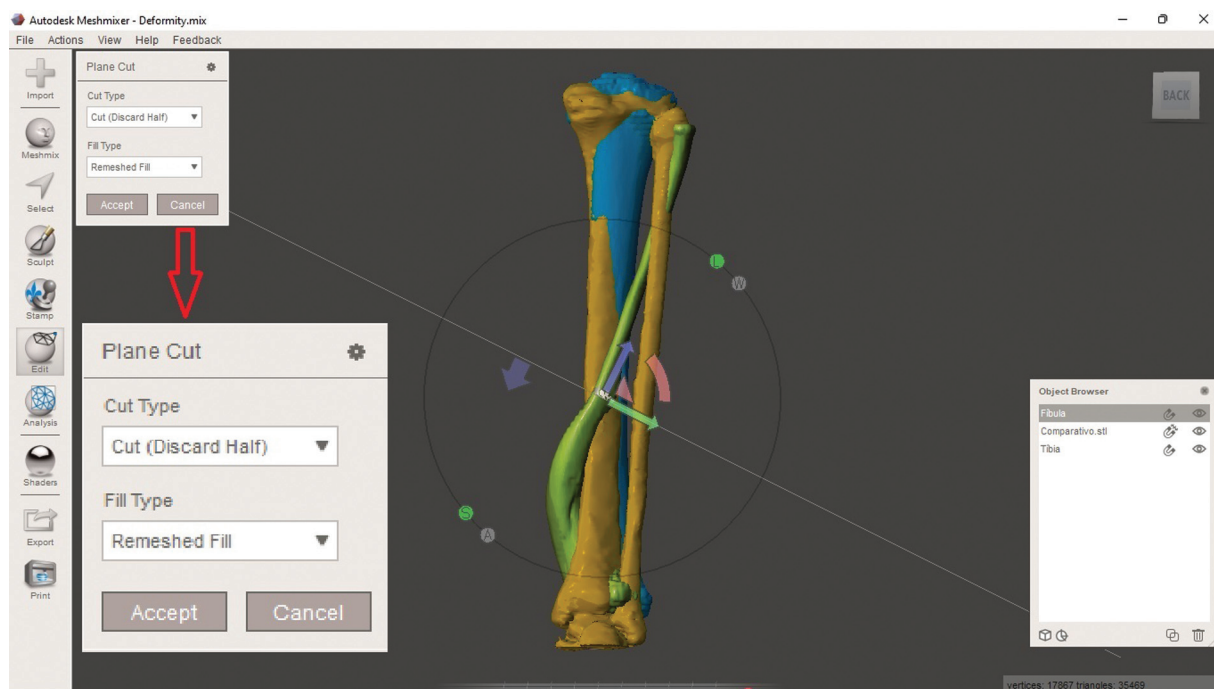 Autodesk Meshmixer - Deformity.mix
File Actions View Help Feedback
Import
Meshmix
Select
Sculpt
Stamp
Edit
Analysis
Shaders
Export
Print
Plane Cut
Cut Type
Cut (Discard Half)
Fill Type
Remeshed Fill
Accept Cancel
Plane Cut
Cut Type
Cut (Discard Half)
Fill Type
Remeshed Fill
Accept Cancel
L
W
S
A
BACK
Object Browser
Fíbula
Comparativo.stl
Tíbia
vertices: 17867 triangles: 35469